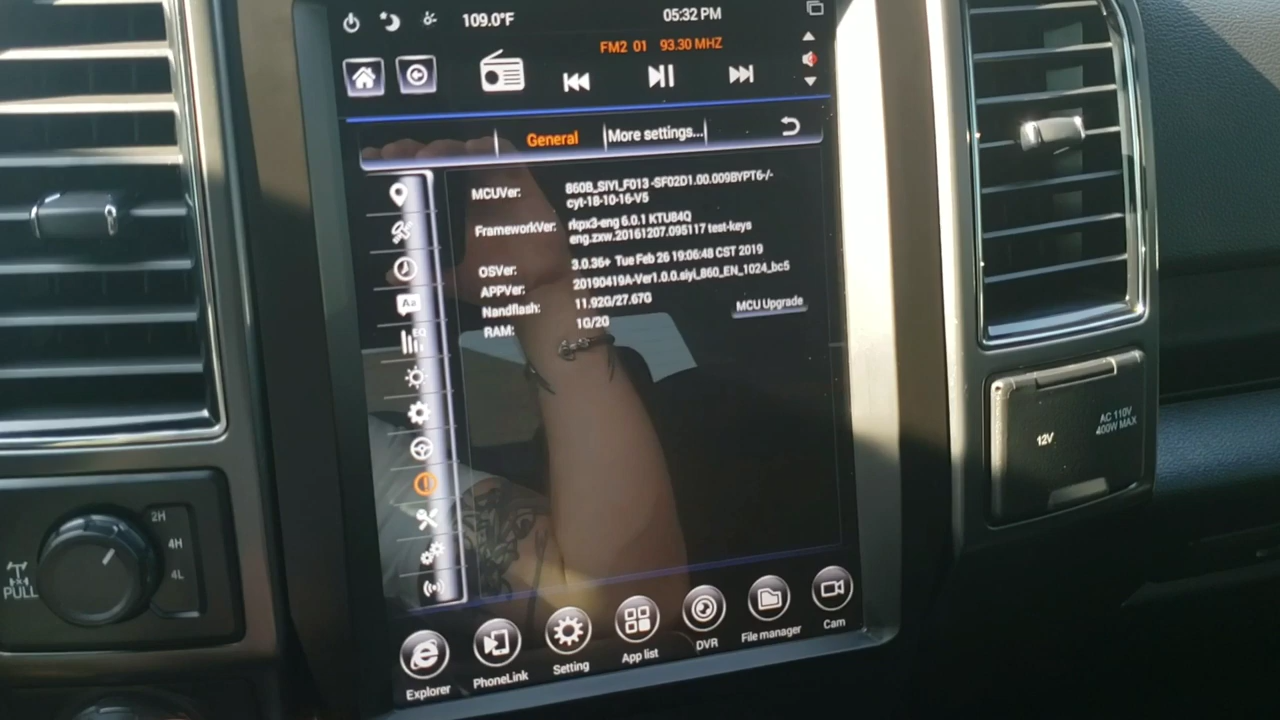 109.0°F
05:32 PM
FM2 01 93.30 MHZ
General
More settings...
MCUVer: 860B_SIYI_F013 -SF02D1.00.009BYPT6-/-
cyt-18-10-16-V5
FrameworkVer: rkpx3-eng 6.0.1 KTU84Q
eng.zxw.20161207.095117 test-keys
OSVer: 3.0.36+ Tue Feb 26 19:06:48 CST 2019
APPVer: 20190419A-Ver1.0.0.siyi_860_EN_1024_bc5
Nandflash: 11.92G/27.67G
MCU Upgrade
RAM: 1G/2G
Aa
EQ
Explorer
PhoneLink
Setting
App list
DVR
File manager
Cam
2H
4H
4L
PULL
12V
AC 110V
400W MAX